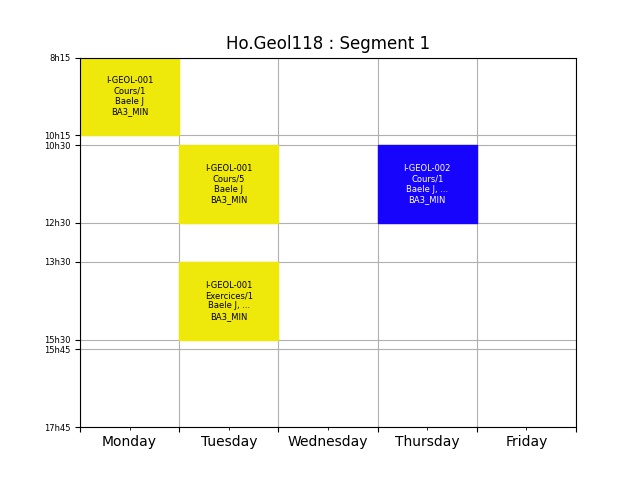 Ho.Geol118 : Segment 1
8h15
I-GEOL-001
Cours/1
Baele J
BA3_MIN
10h15
10h30
I-GEOL-001
Cours/5
Baele J
BA3_MIN
I-GEOL-002
Cours/1
Baele J, ...
BA3_MIN
12h30
13h30
I-GEOL-001
Exercices/1
Baele J, ...
BA3_MIN
15h30
15h45
17h45
Monday
Tuesday
Wednesday
Thursday
Friday